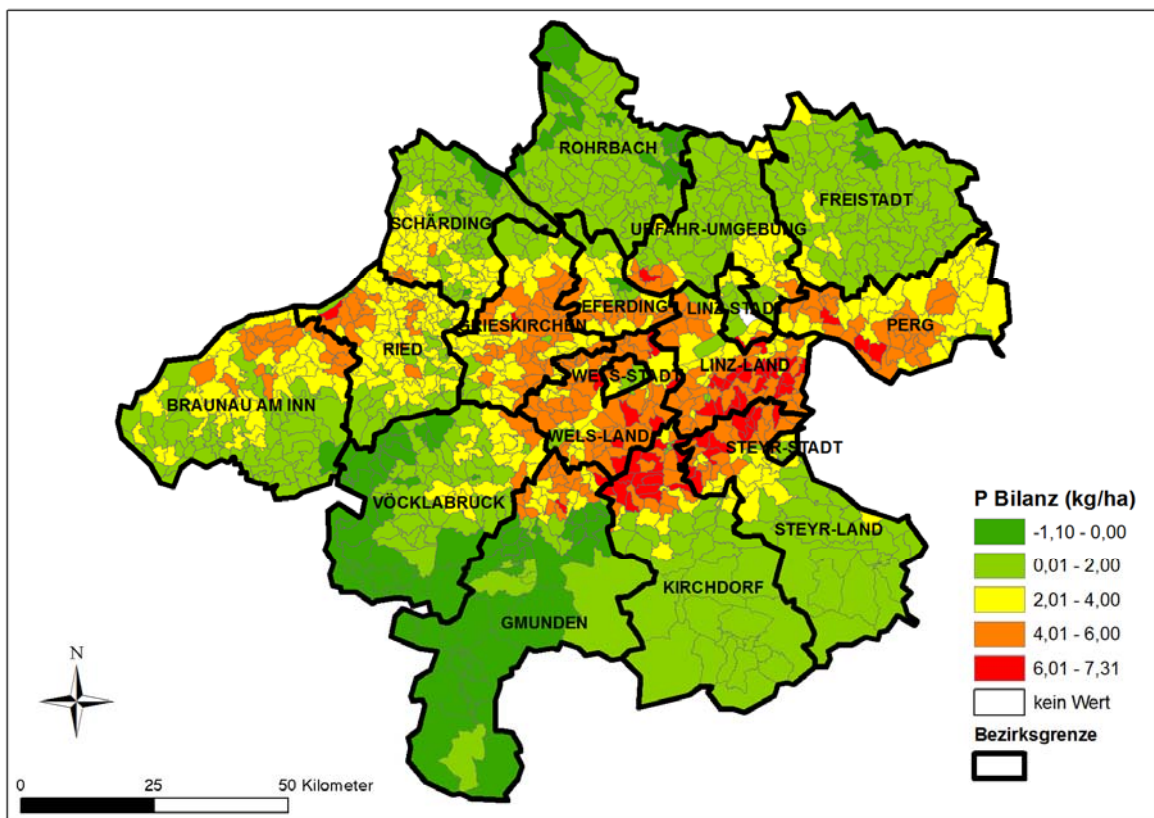 ROHRBACH
FREISTADT
SCHÄRDING
URFAHR-UMGEBUNG
EFERDING
LINZ-STADT
GRIESKIRCHEN
PERG
RIED
LINZ-LAND
WELS-STADT
BRAUNAU AM INN
WELS-LAND
STEYR-STADT
VÖCKLABRUCK
STEYR-LAND
KIRCHDORF
GMUNDEN
P Bilanz (kg/ha)
-1,10 - 0,00
0,01 - 2,00
2,01 - 4,00
4,01 - 6,00
6,01 - 7,31
kein Wert
Bezirksgrenze
N
0 25 50 Kilometer